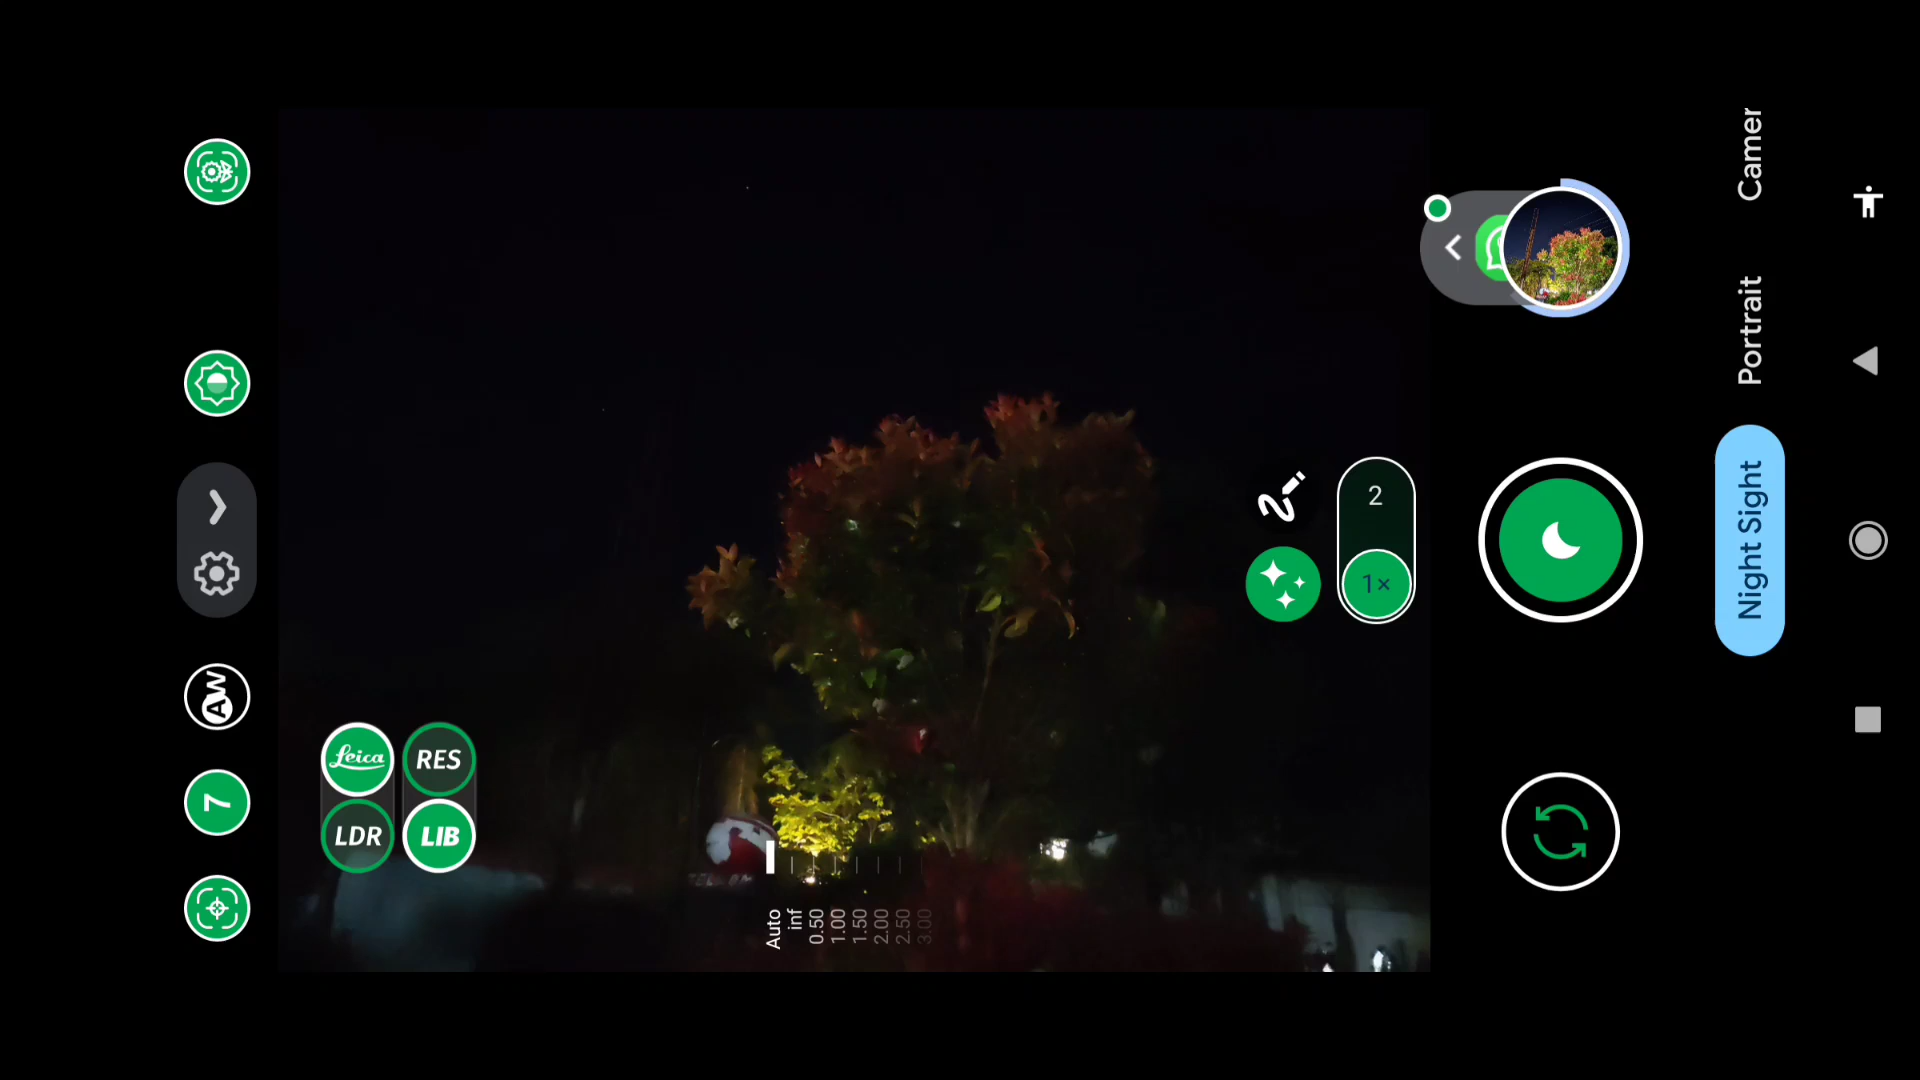 Camer
Portrait
Night Sight
2
1×
AW
7
Leica
RES
LDR
LIB
Auto
inf
0.50
1.00
1.50
2.00
2.50
3.00